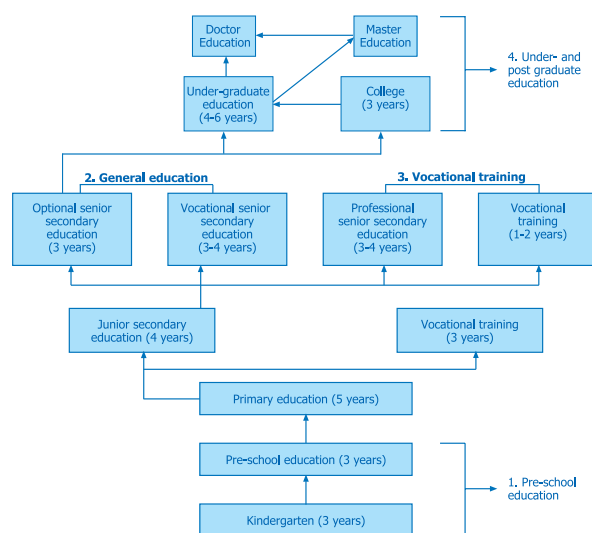 Doctor
Education
Master
Education
4. Under- and
post graduate
education
Under-graduate
education
(4-6 years)
College
(3 years)
2. General education
3. Vocational training
Optional senior
secondary
education
(3 years)
Vocational senior
secondary
education
(3-4 years)
Professional
senior secondary
education
(3-4 years)
Vocational
training
(1-2 years)
Junior secondary
education (4 years)
Vocational training
(3 years)
Primary education (5 years)
Pre-school education (3 years)
1. Pre-school
education
Kindergarten (3 years)